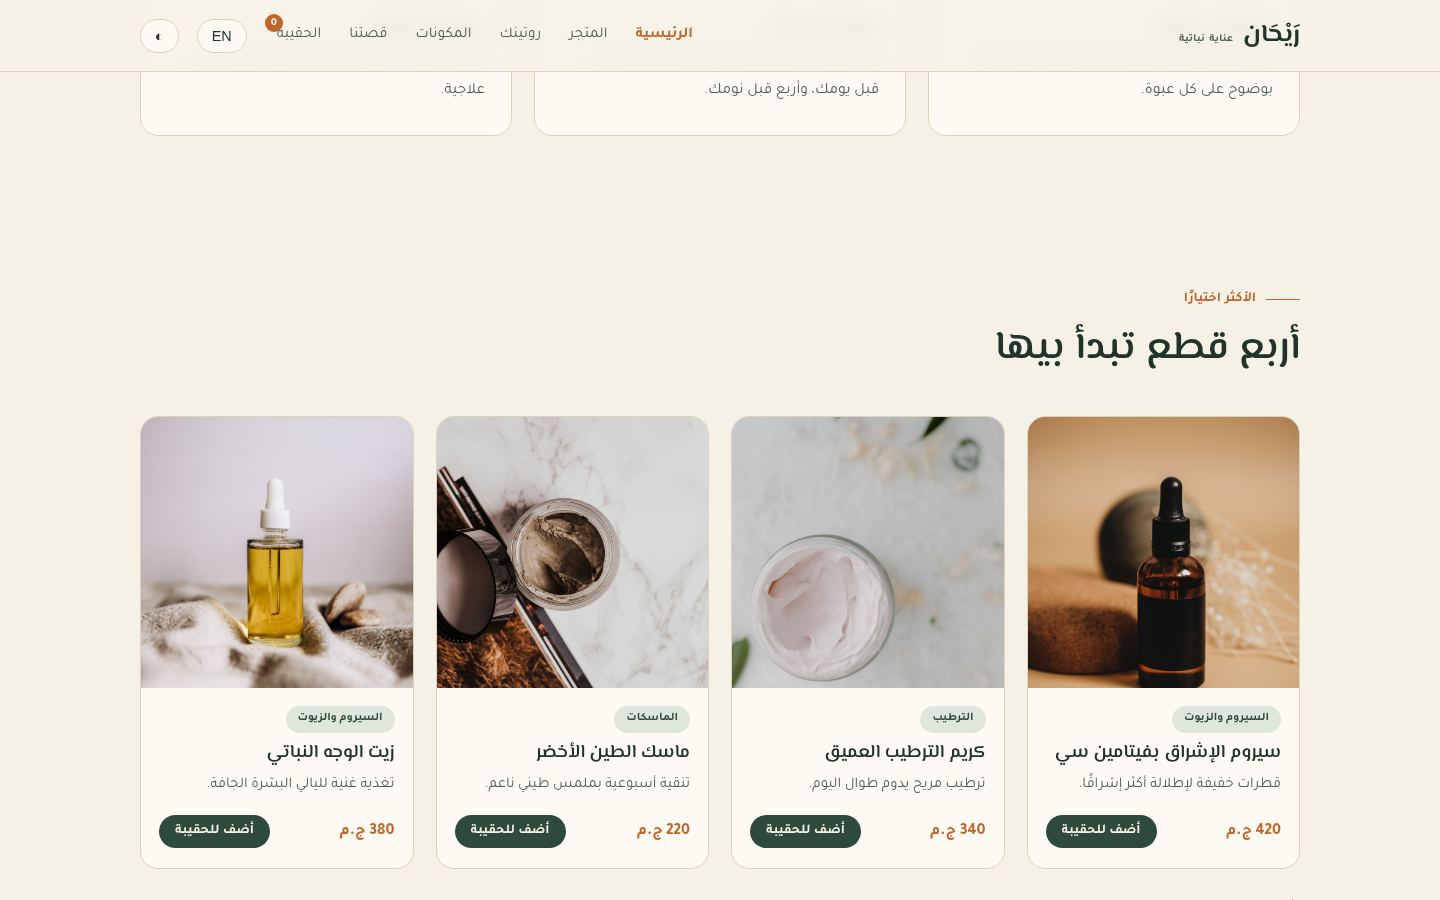 رَيْحَان عناية نباتية
الرئيسية المتجر روتينك المكونات قصتنا الحقيبة 0 EN
بوضوح على كل عبوة.
قبل يومك، وأربع قبل نومك.
علاجية.
الأكثر اختيارًا
أربع قطع تبدأ بيها
السيروم والزيوت
سيروم الإشراق بفيتامين سي
قطرات خفيفة لإطلالة أكثر إشراقًا.
420 ج.م
أضف للحقيبة
الترطيب
كريم الترطيب العميق
ترطيب مريح يدوم طوال اليوم.
340 ج.م
أضف للحقيبة
الماسكات
ماسك الطين الأخضر
تنقية أسبوعية بملمس طيني ناعم.
220 ج.م
أضف للحقيبة
السيروم والزيوت
زيت الوجه النباتي
تغذية غنية لليالي البشرة الجافة.
380 ج.م
أضف للحقيبة